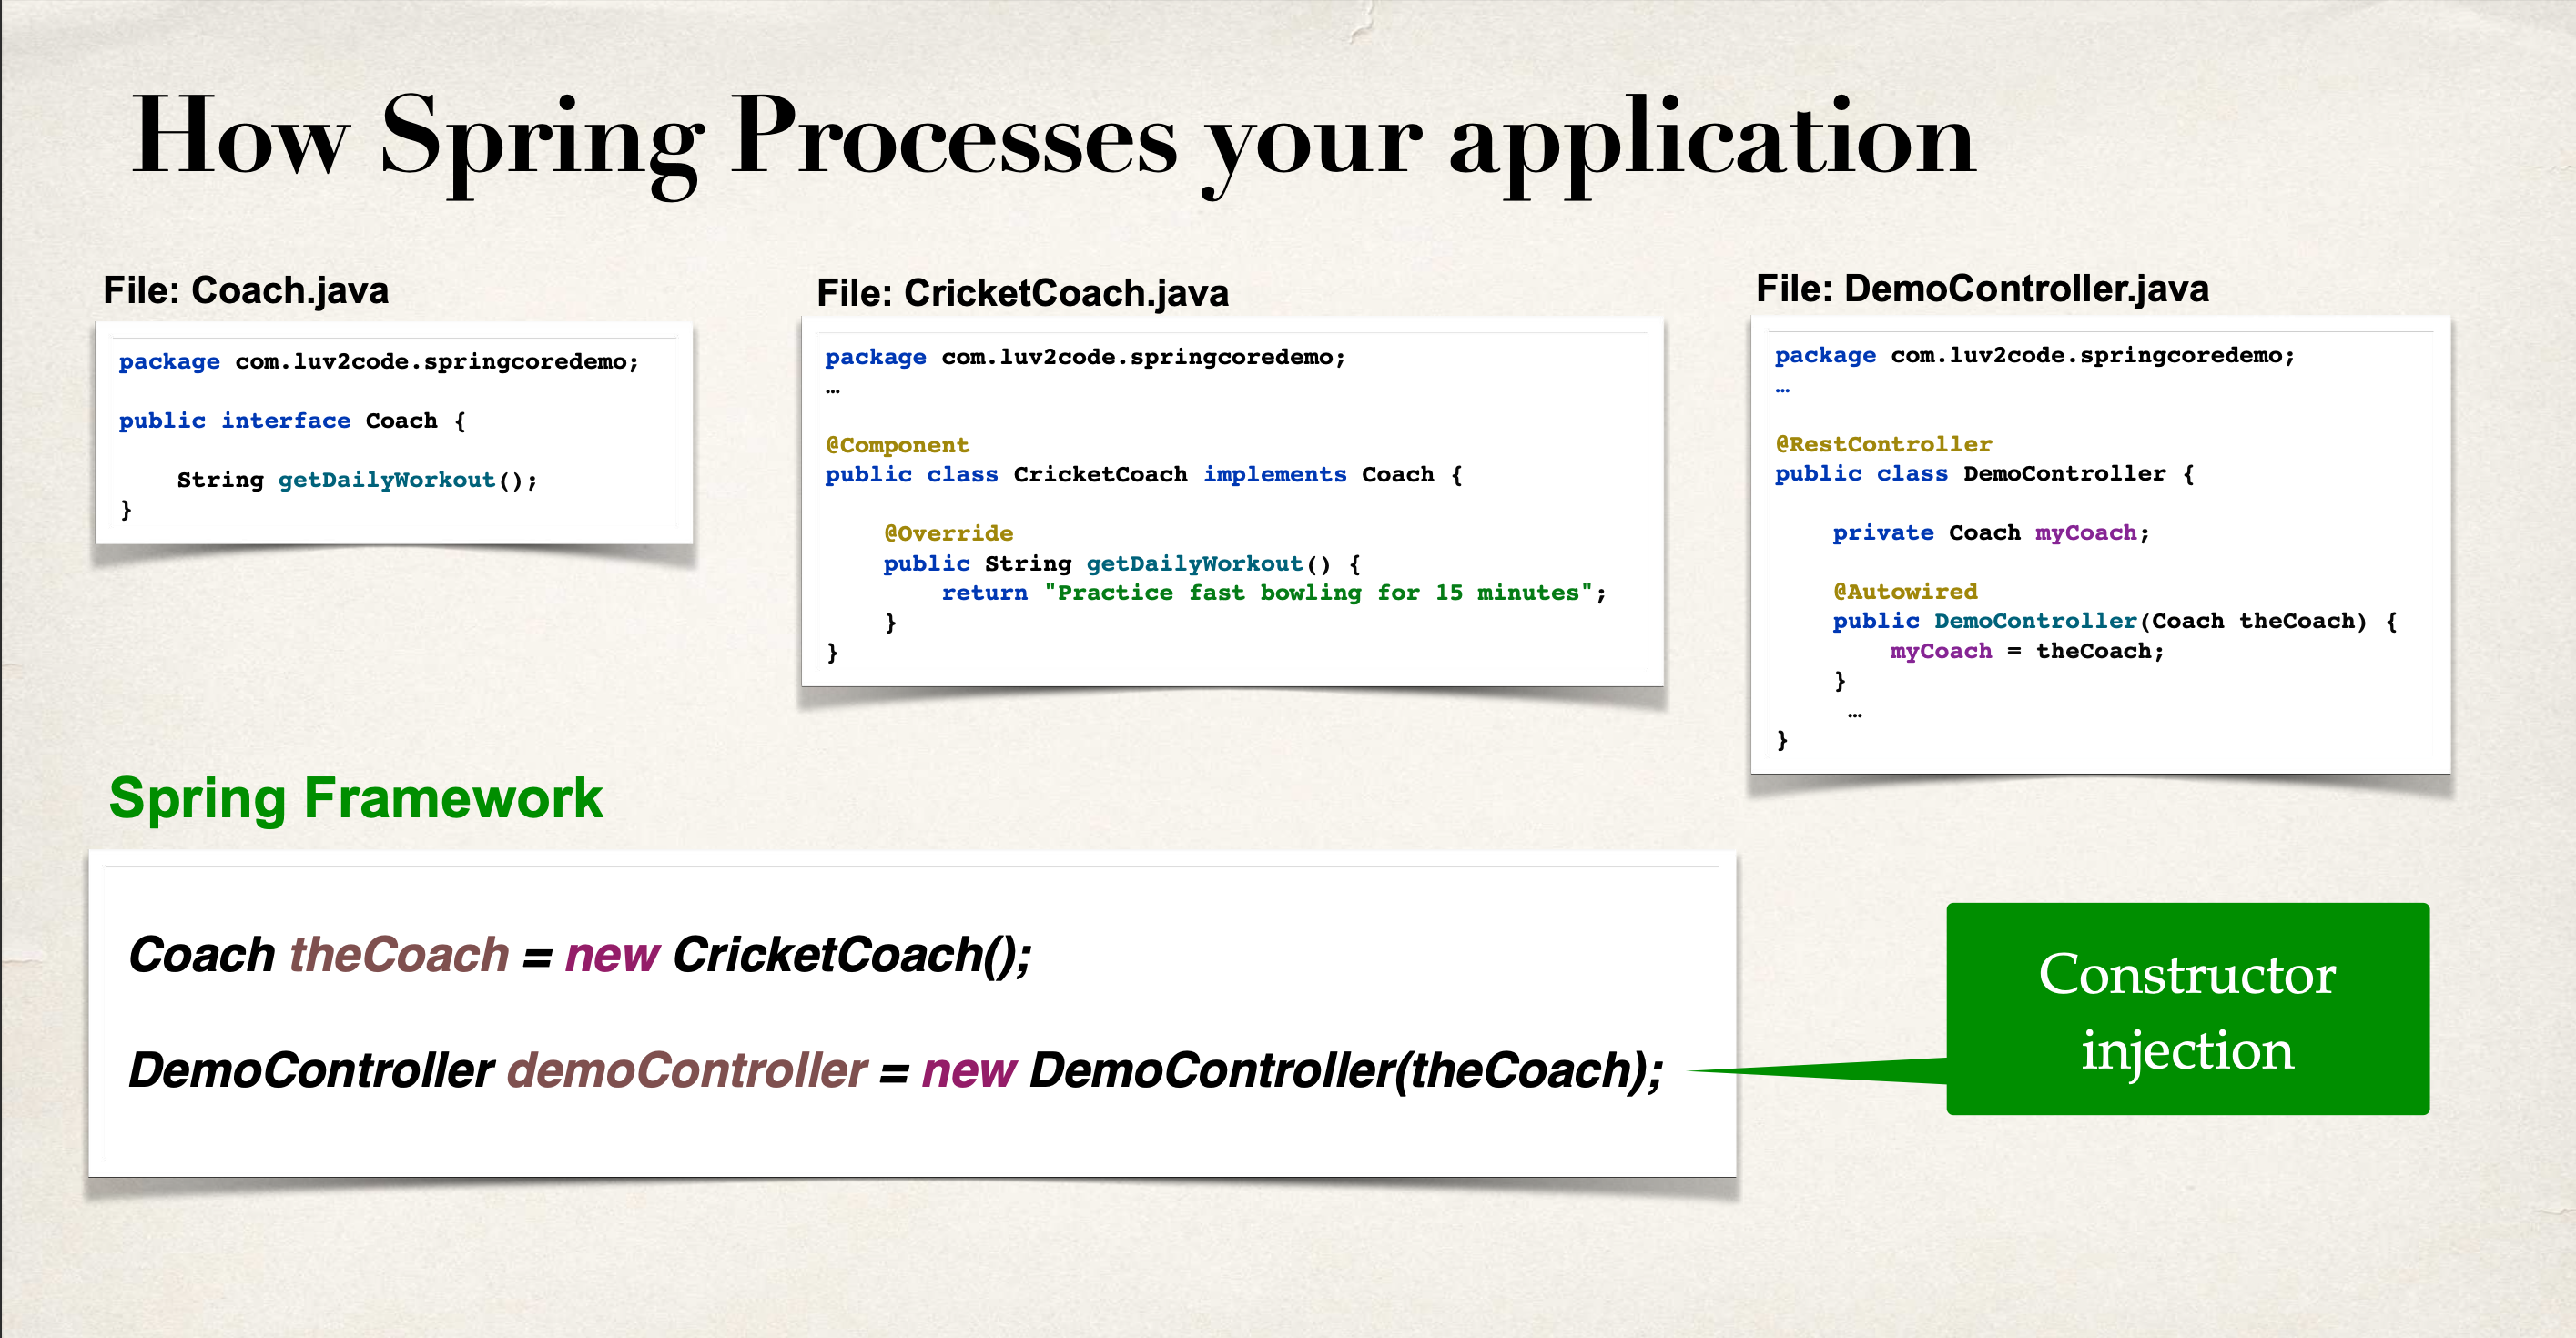 How Spring Processes your application
File: Coach.java
package com.luv2code.springcoredemo;
public interface Coach {
String getDailyWorkout();
}
File: CricketCoach.java
package com.luv2code.springcoredemo;
…
@Component
public class CricketCoach implements Coach {
@Override
public String getDailyWorkout() {
return "Practice fast bowling for 15 minutes";
}
}
File: DemoController.java
package com.luv2code.springcoredemo;
…
@RestController
public class DemoController {
private Coach myCoach;
@Autowired
public DemoController(Coach theCoach) {
myCoach = theCoach;
}
…
}
Spring Framework
Coach theCoach = new CricketCoach();
DemoController demoController = new DemoController(theCoach);
Constructor
injection